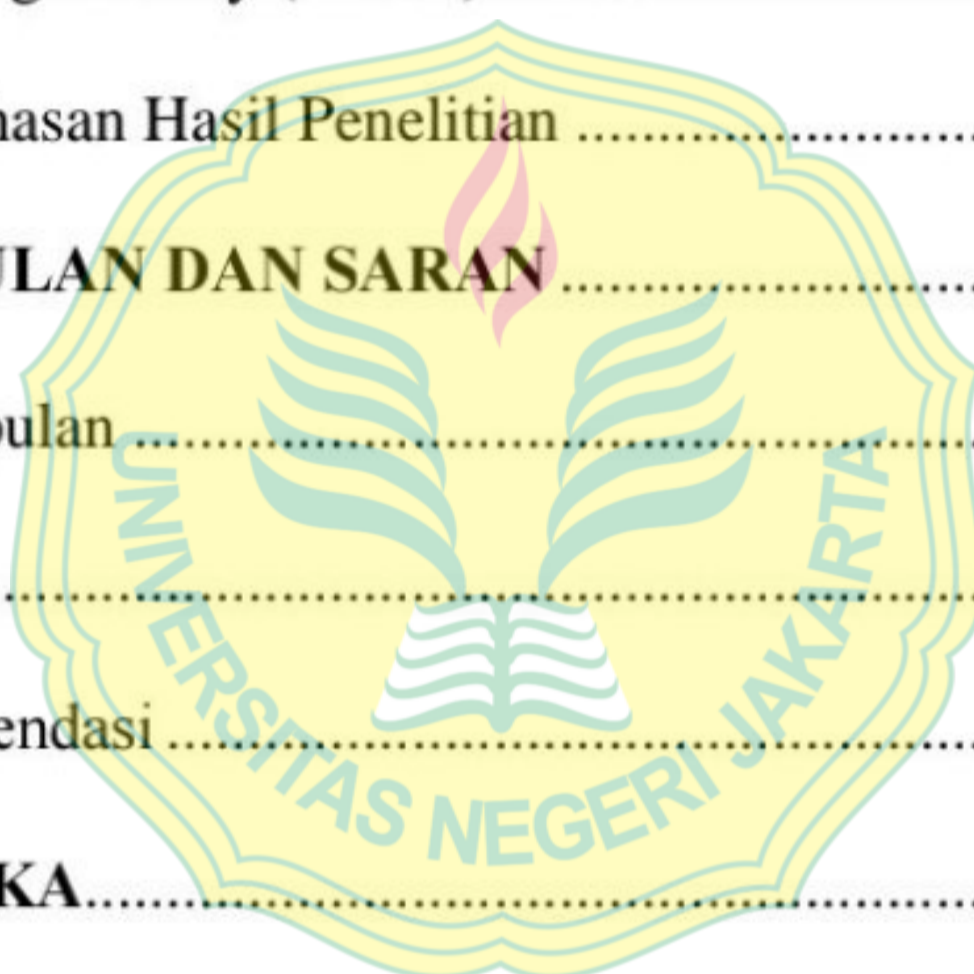 hasan Hasil Penelitian ........................
ULAN DAN SARAN ........................
pulan ........................................
................................................
endasi ........................................
KA............................................
UNIVERSITAS NEGERI JAKARTA